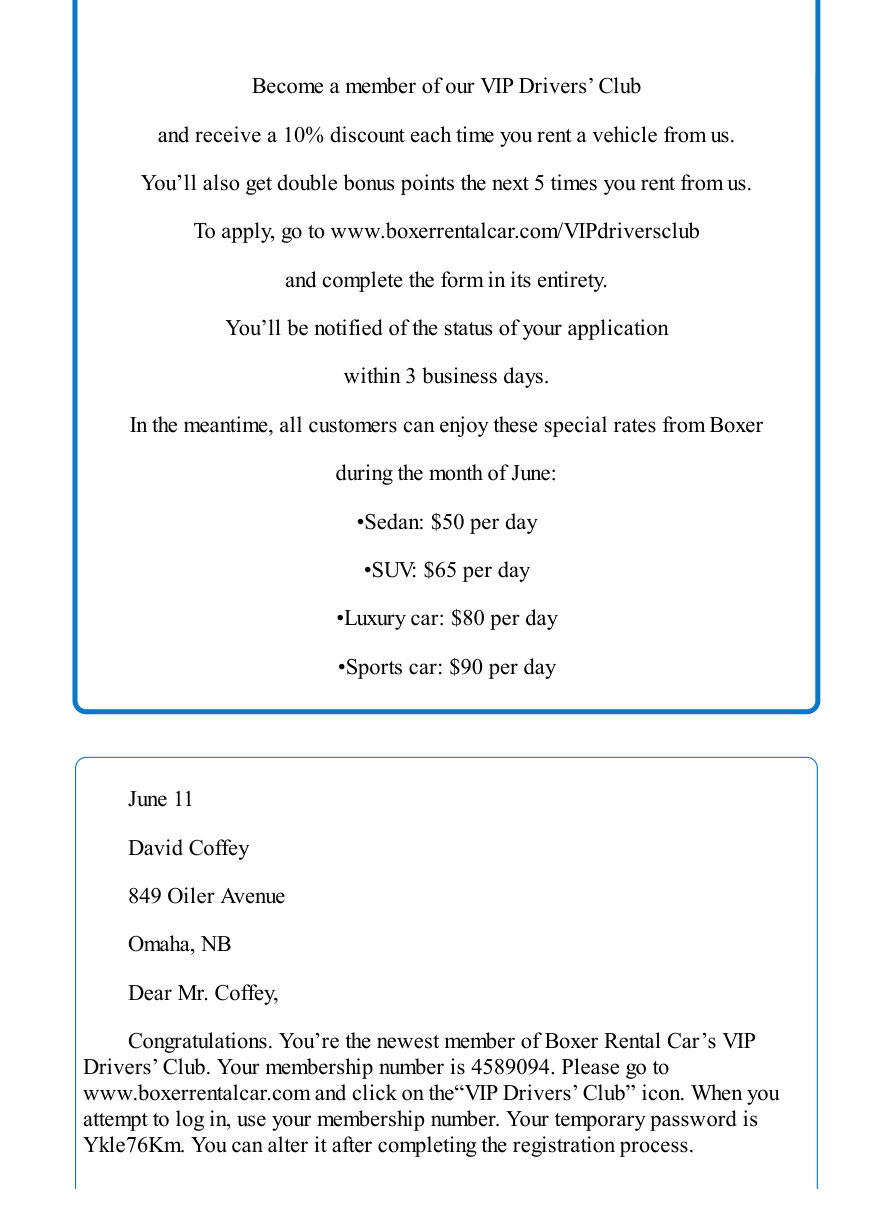 Become a member of our VIP Drivers’ Club
and receive a 10% discount each time you rent a vehicle from us.
You’ll also get double bonus points the next 5 times you rent from us.
To apply, go to www.boxerrentalcar.com/VIPdriversclub
and complete the form in its entirety.
You’ll be notified of the status of your application
within 3 business days.
In the meantime, all customers can enjoy these special rates from Boxer
during the month of June:
•Sedan: $50 per day
•SUV: $65 per day
•Luxury car: $80 per day
•Sports car: $90 per day
June 11
David Coffey
849 Oiler Avenue
Omaha, NB
Dear Mr. Coffey,
Congratulations. You’re the newest member of Boxer Rental Car’s VIP
Drivers’ Club. Your membership number is 4589094. Please go to
www.boxerrentalcar.com and click on the“VIP Drivers’ Club” icon. When you
attempt to log in, use your membership number. Your temporary password is
Ykle76Km. You can alter it after completing the registration process.